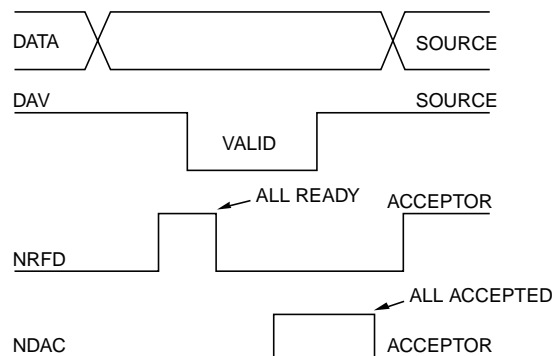 DATA SOURCE
DAV SOURCE
VALID
ALL READY
ACCEPTOR
NRFD
ALL ACCEPTED
NDAC ACCEPTOR